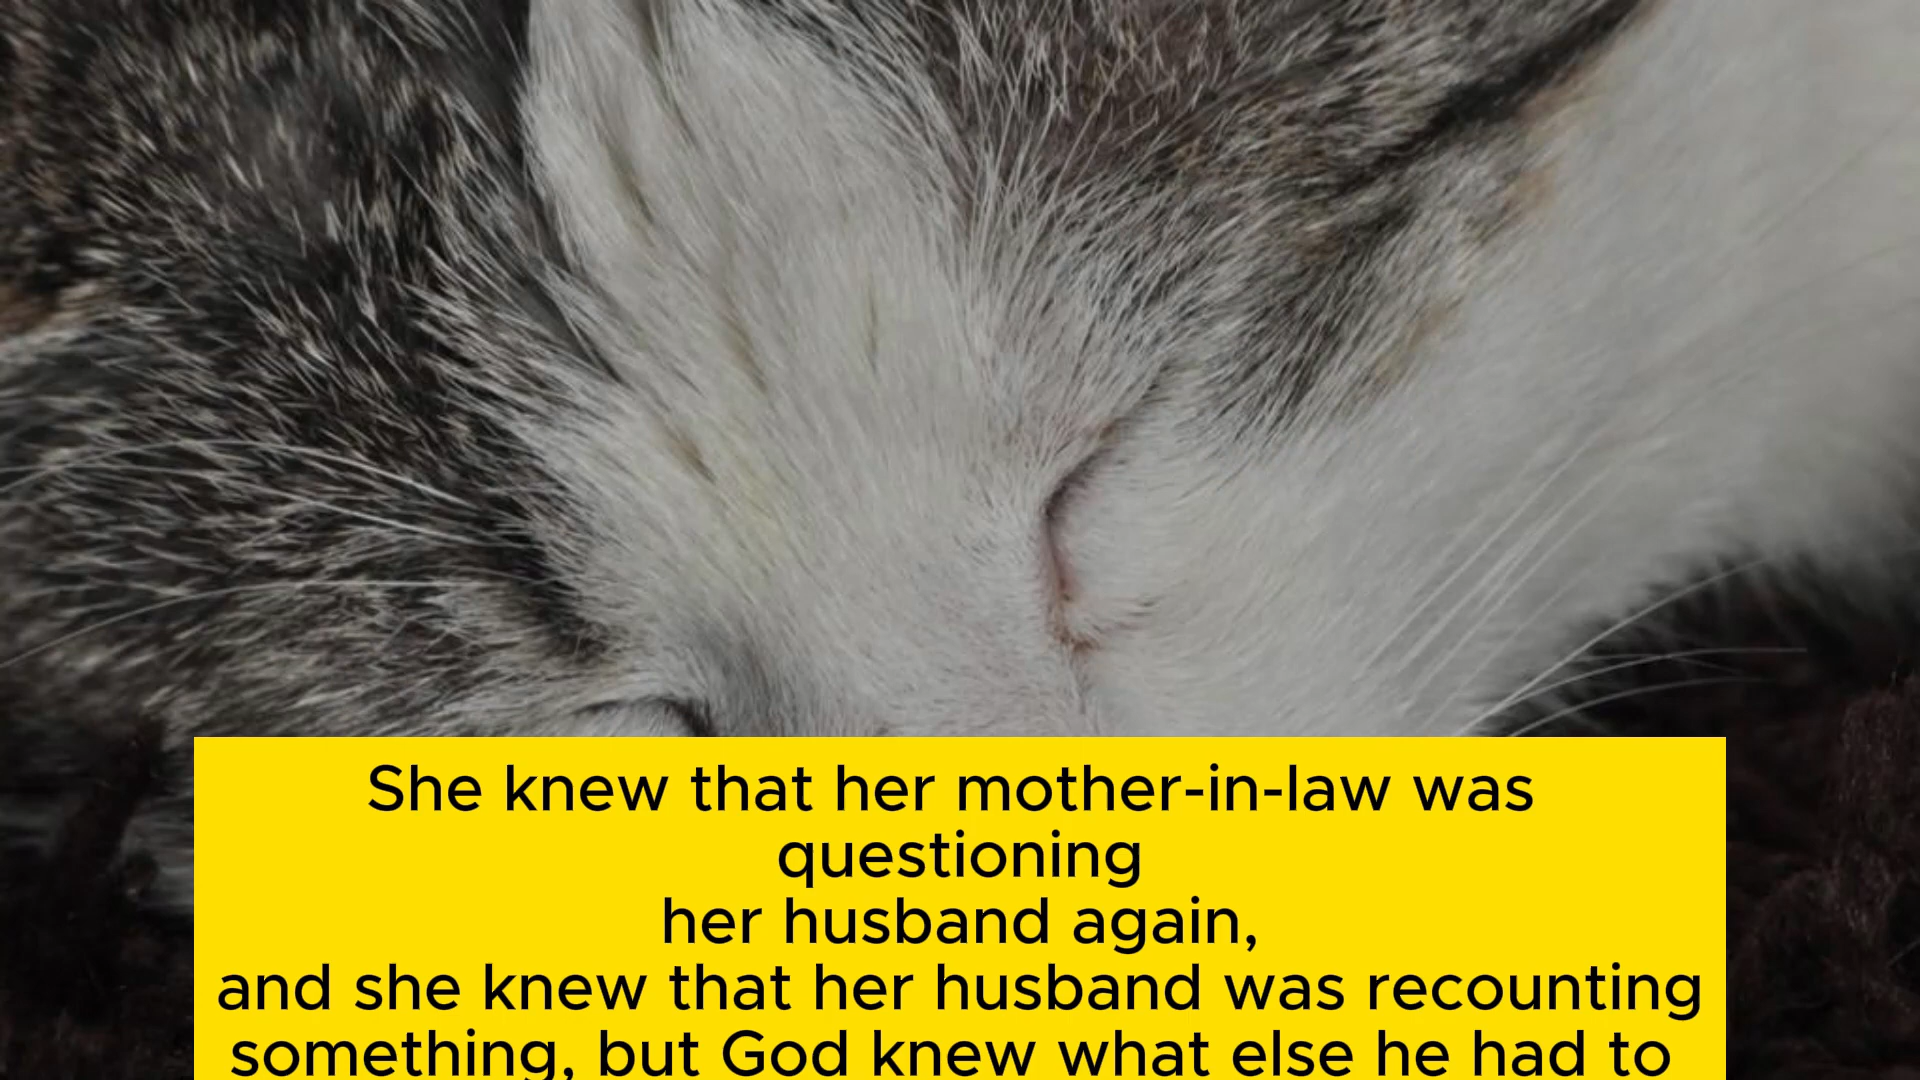 She knew that her mother-in-law was
questioning
her husband again,
and she knew that her husband was recounting
something, but God knew what else he had to